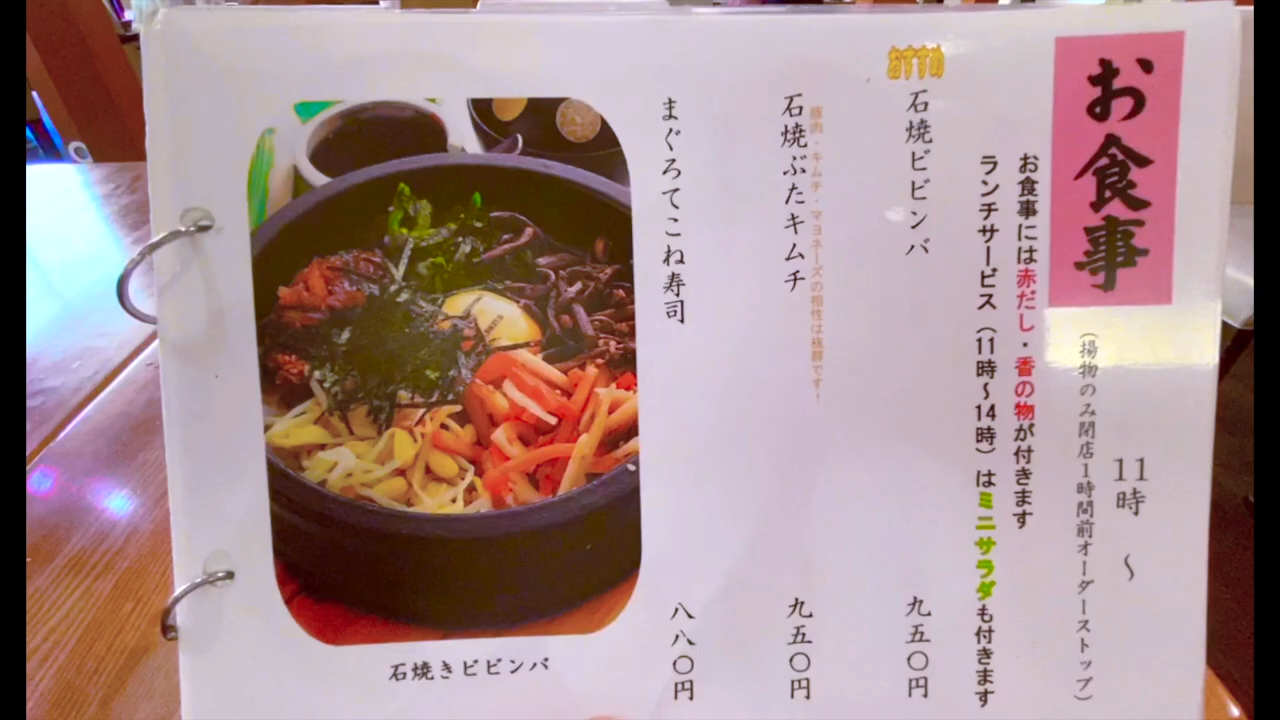 お食事
11時 ～
（揚物のみ閉店1時間前オーダーストップ）
お食事には赤だし・香の物が付きます
ランチサービス（11時～14時）はミニサラダも付きます
おすすめ
石焼ビビンバ 九五〇円
豚肉・キムチ・マヨネーズの相性は抜群です！
石焼ぶたキムチ 九五〇円
まぐろてこね寿司 八八〇円
石焼きビビンバ